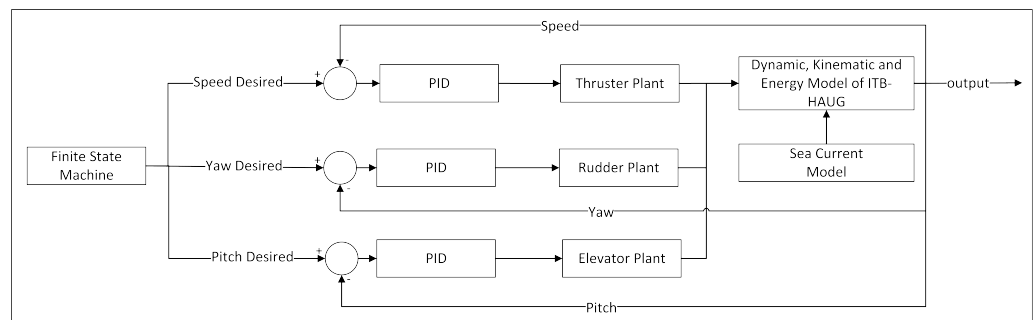 Speed
-
Speed Desired
+
PID
Thruster Plant
Dynamic, Kinematic and
Energy Model of ITB-
HAUG
output
Finite State
Machine
Yaw Desired
+
-
PID
Rudder Plant
Sea Current
Model
Yaw
Pitch Desired
+
-
PID
Elevator Plant
Pitch